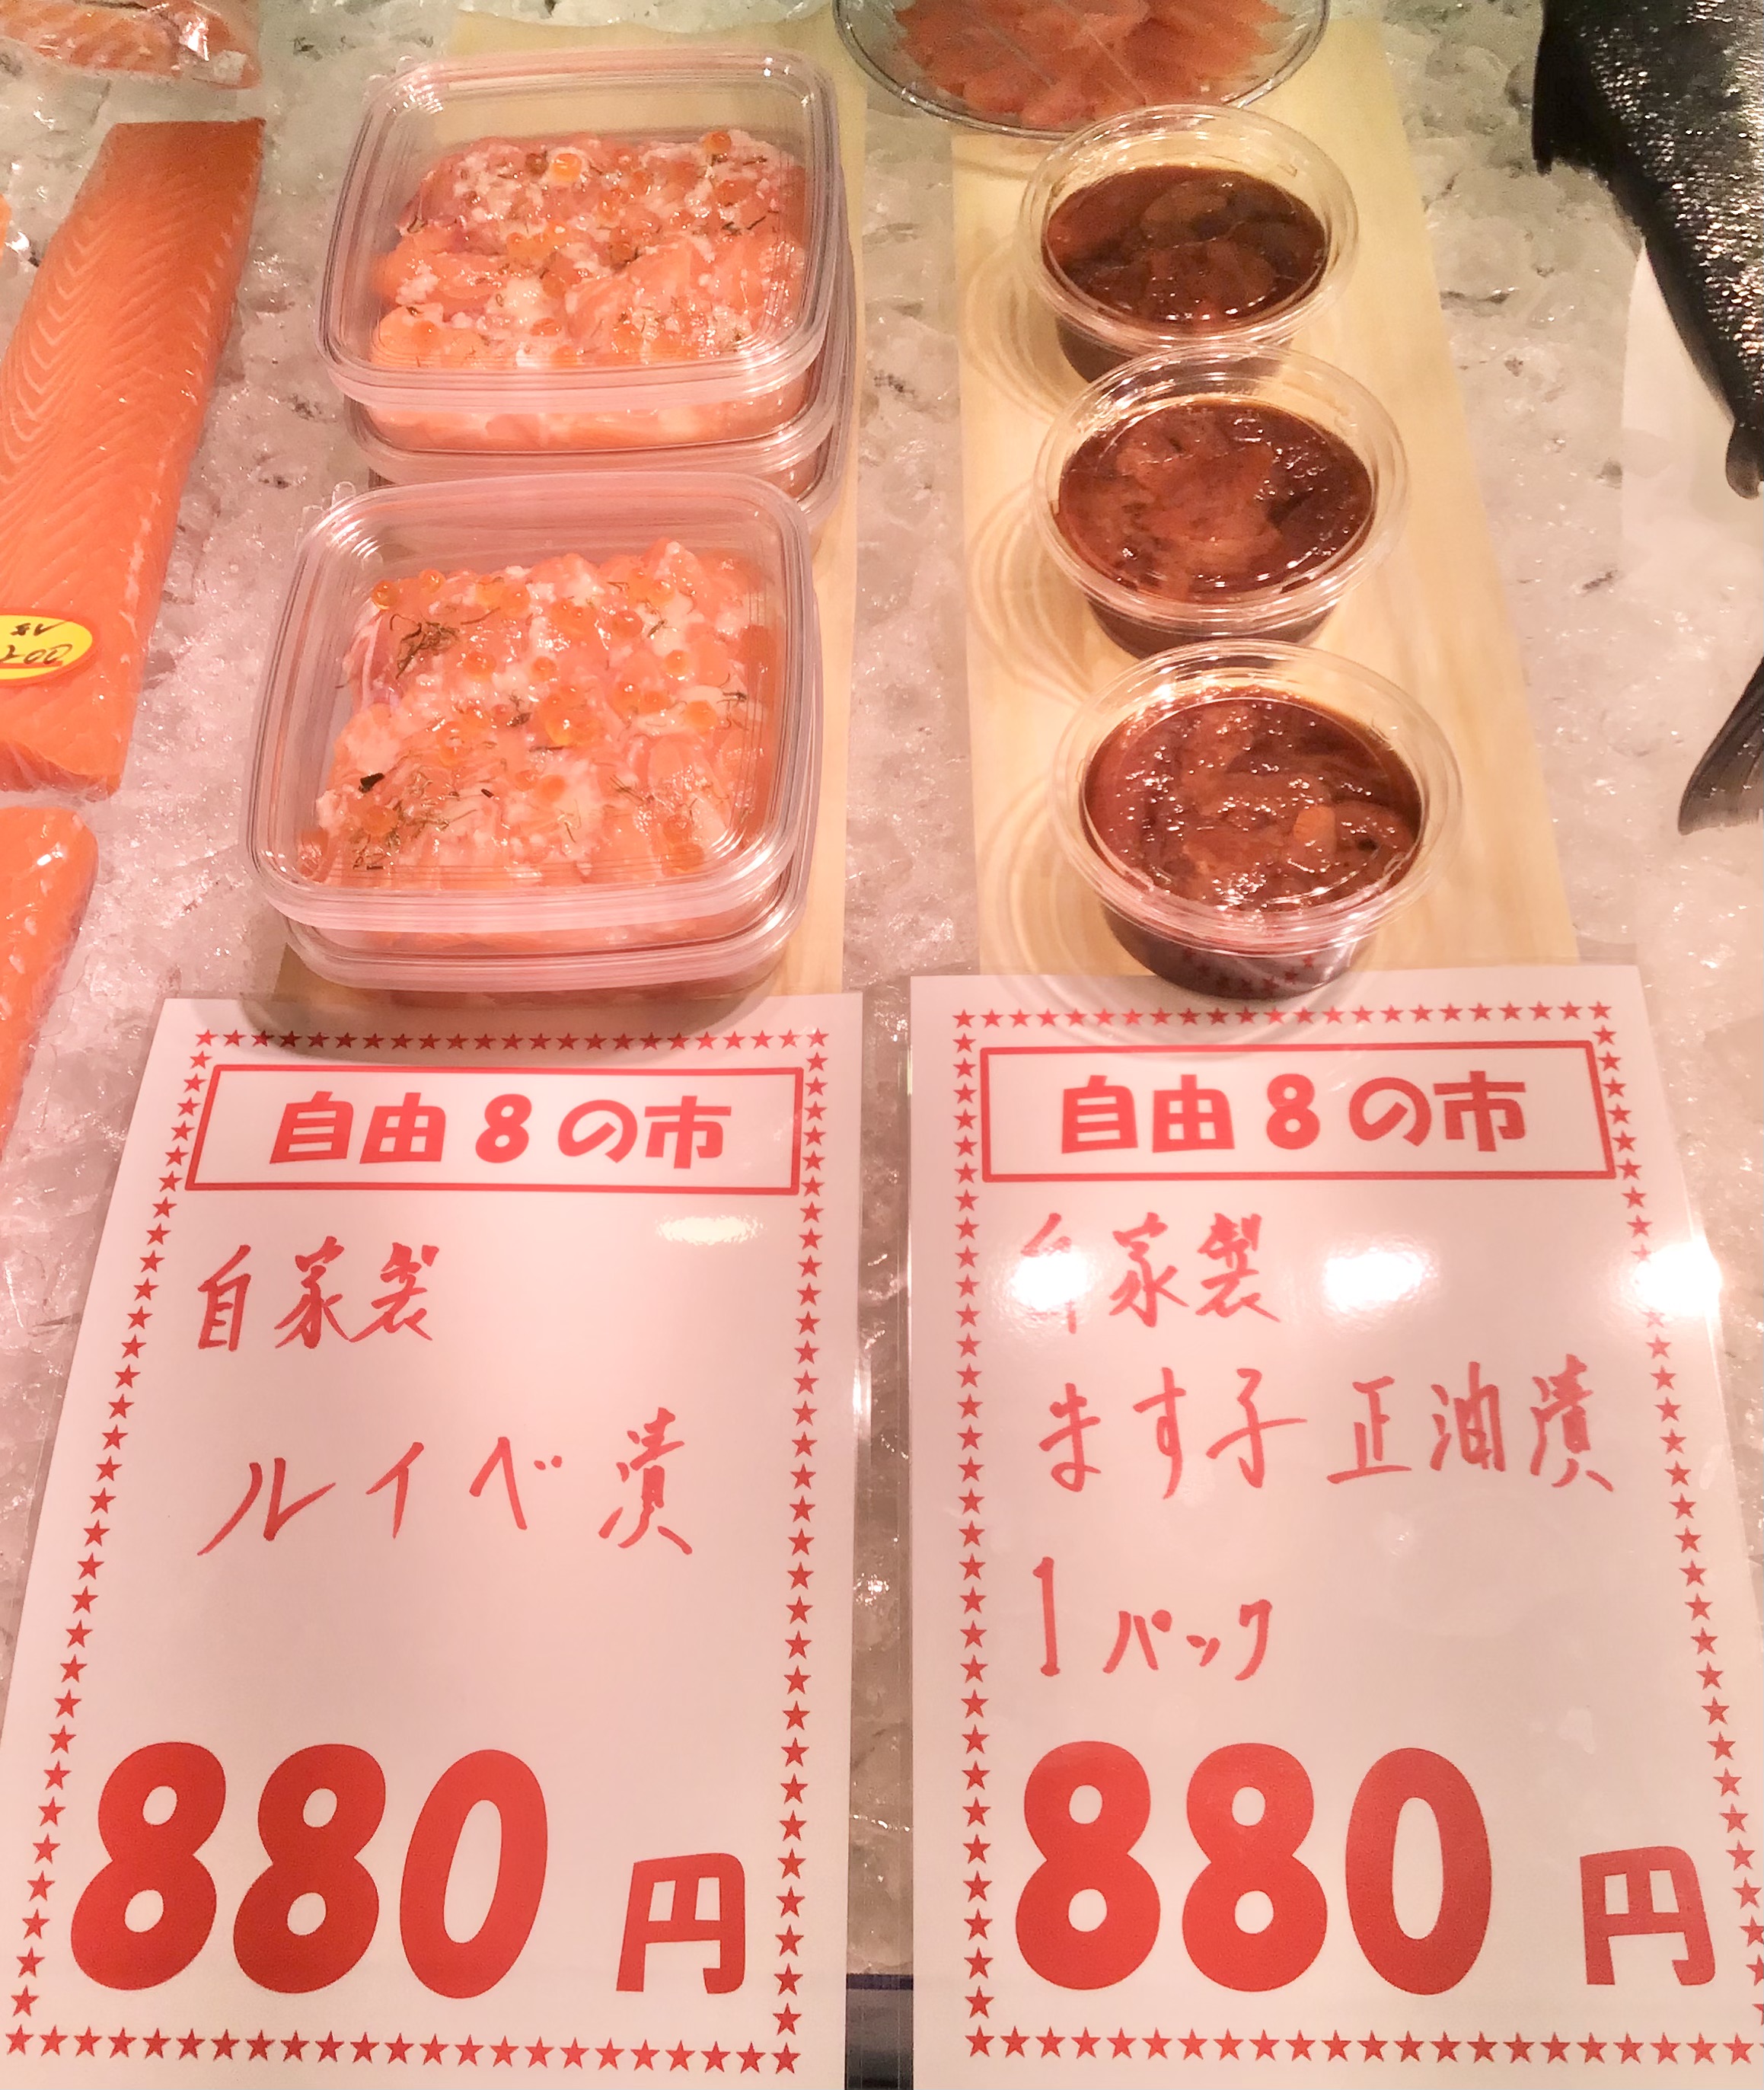 自由8の市
自家製
ルイベ漬
880円
自由8の市
自家製
ます子正油漬
1パック
880円